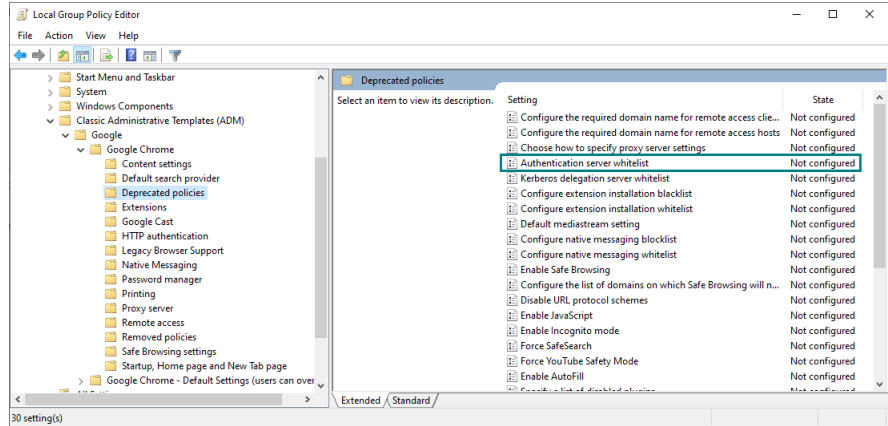 Local Group Policy Editor
File Action View Help
Start Menu and Taskbar
System
Windows Components
Classic Administrative Templates (ADM)
Google
Google Chrome
Content settings
Default search provider
Deprecated policies
Extensions
Google Cast
HTTP authentication
Legacy Browser Support
Native Messaging
Password manager
Printing
Proxy server
Remote access
Removed policies
Safe Browsing settings
Startup, Home page and New Tab page
Google Chrome - Default Settings (users can over
Deprecated policies
Select an item to view its description.
Setting State
Configure the required domain name for remote access clie... Not configured
Configure the required domain name for remote access hosts Not configured
Choose how to specify proxy server settings Not configured
Authentication server whitelist Not configured
Kerberos delegation server whitelist Not configured
Configure extension installation blacklist Not configured
Configure extension installation whitelist Not configured
Default mediastream setting Not configured
Configure native messaging blocklist Not configured
Configure native messaging whitelist Not configured
Enable Safe Browsing Not configured
Configure the list of domains on which Safe Browsing will n... Not configured
Disable URL protocol schemes Not configured
Enable JavaScript Not configured
Enable Incognito mode Not configured
Force SafeSearch Not configured
Force YouTube Safety Mode Not configured
Enable AutoFill Not configured
Extended Standard
30 setting(s)